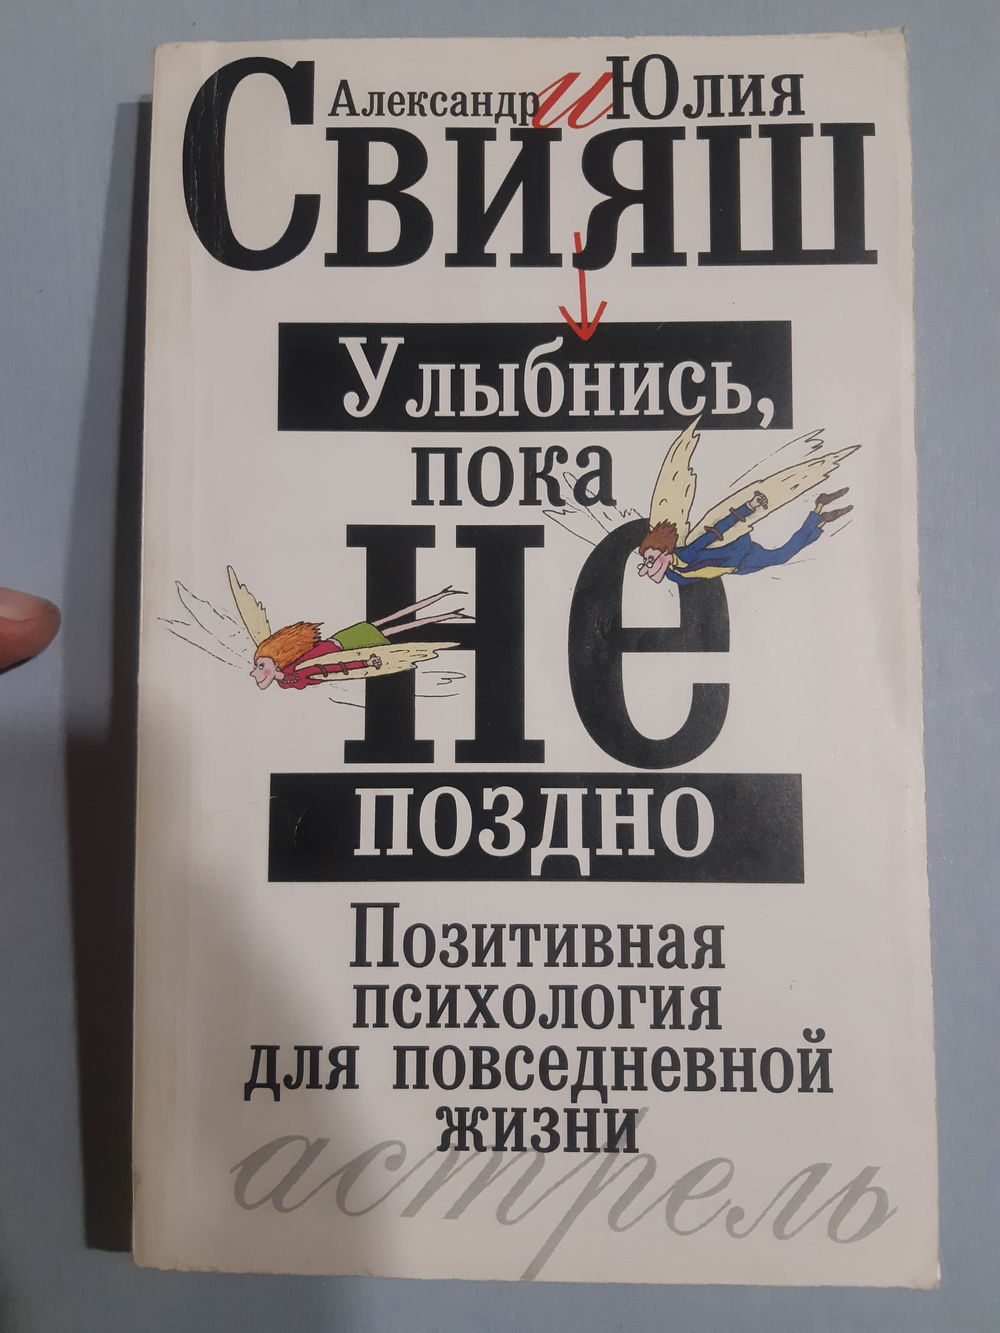 Александр и Юлия
Свияш
Улыбнись,
пока
не
поздно
Позитивная
психология
для повседневной
жизни
астрель